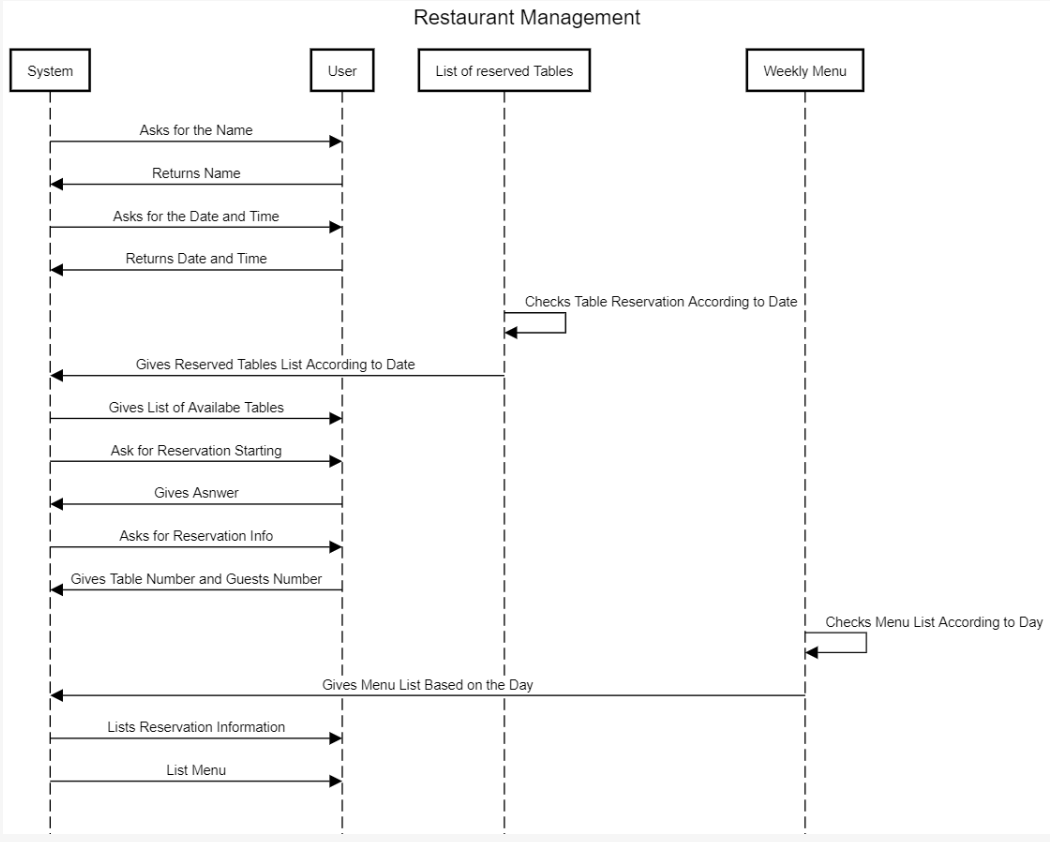 Restaurant Management
System
User
List of reserved Tables
Weekly Menu
Asks for the Name
Returns Name
Asks for the Date and Time
Returns Date and Time
Checks Table Reservation According to Date
Gives Reserved Tables List According to Date
Gives List of Availabe Tables
Ask for Reservation Starting
Gives Asnwer
Asks for Reservation Info
Gives Table Number and Guests Number
Checks Menu List According to Day
Gives Menu List Based on the Day
Lists Reservation Information
List Menu